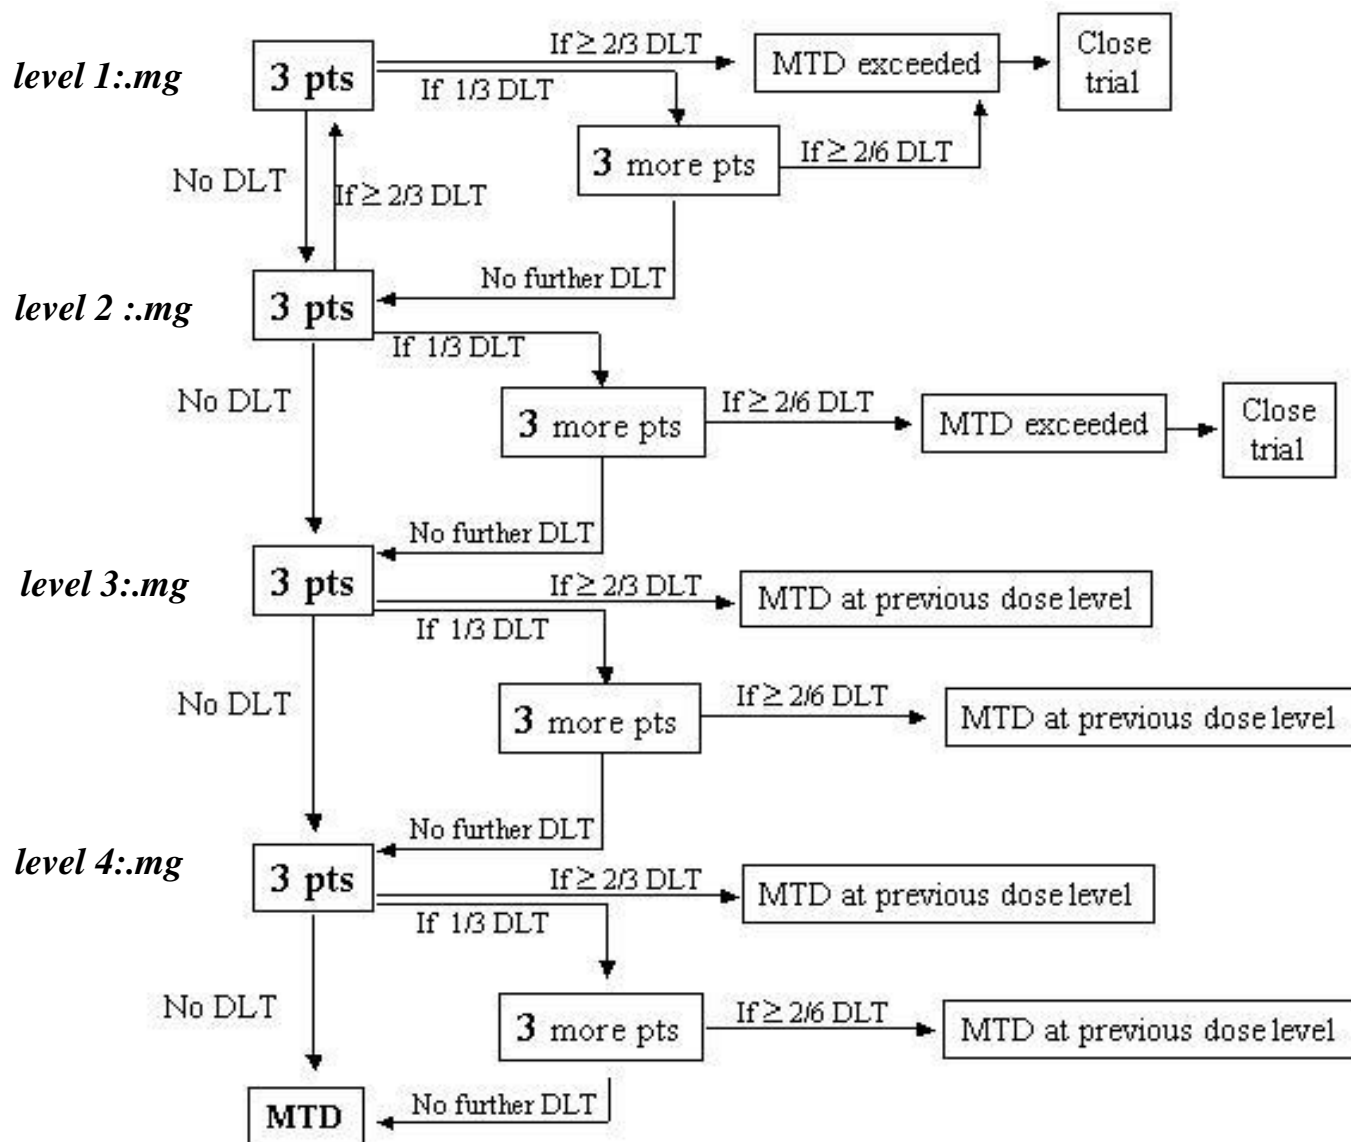 If ≥ 2/3 DLT
Close
trial
level 1:.mg
3 pts
MTD exceeded
If 1/3 DLT
3 more pts
If ≥ 2/6 DLT
No DLT
If ≥ 2/3 DLT
No further DLT
level 2 :.mg
3 pts
If 1/3 DLT
No DLT
3 more pts
If ≥ 2/6 DLT
MTD exceeded
Close
trial
No further DLT
level 3:.mg
3 pts
If ≥ 2/3 DLT
MTD at previous dose level
If 1/3 DLT
No DLT
3 more pts
If ≥ 2/6 DLT
MTD at previous dose level
No further DLT
level 4:.mg
3 pts
If ≥ 2/3 DLT
MTD at previous dose level
If 1/3 DLT
No DLT
3 more pts
If ≥ 2/6 DLT
MTD at previous dose level
No further DLT
MTD